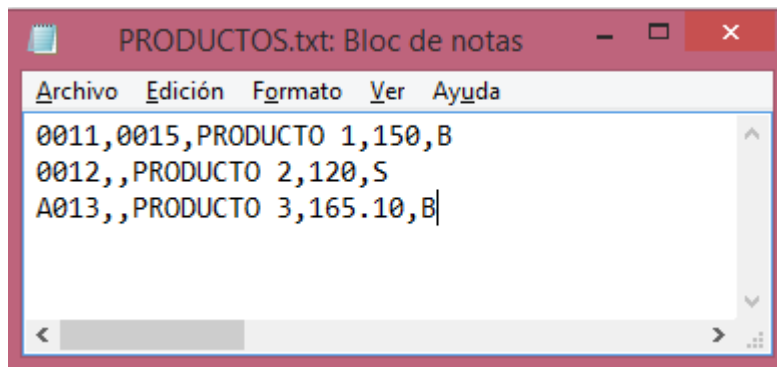 PRODUCTOS.txt: Bloc de notas
Archivo Edición Formato Ver Ayuda
0011,0015,PRODUCTO 1,150,B
0012,,PRODUCTO 2,120,S
A013,,PRODUCTO 3,165.10,B